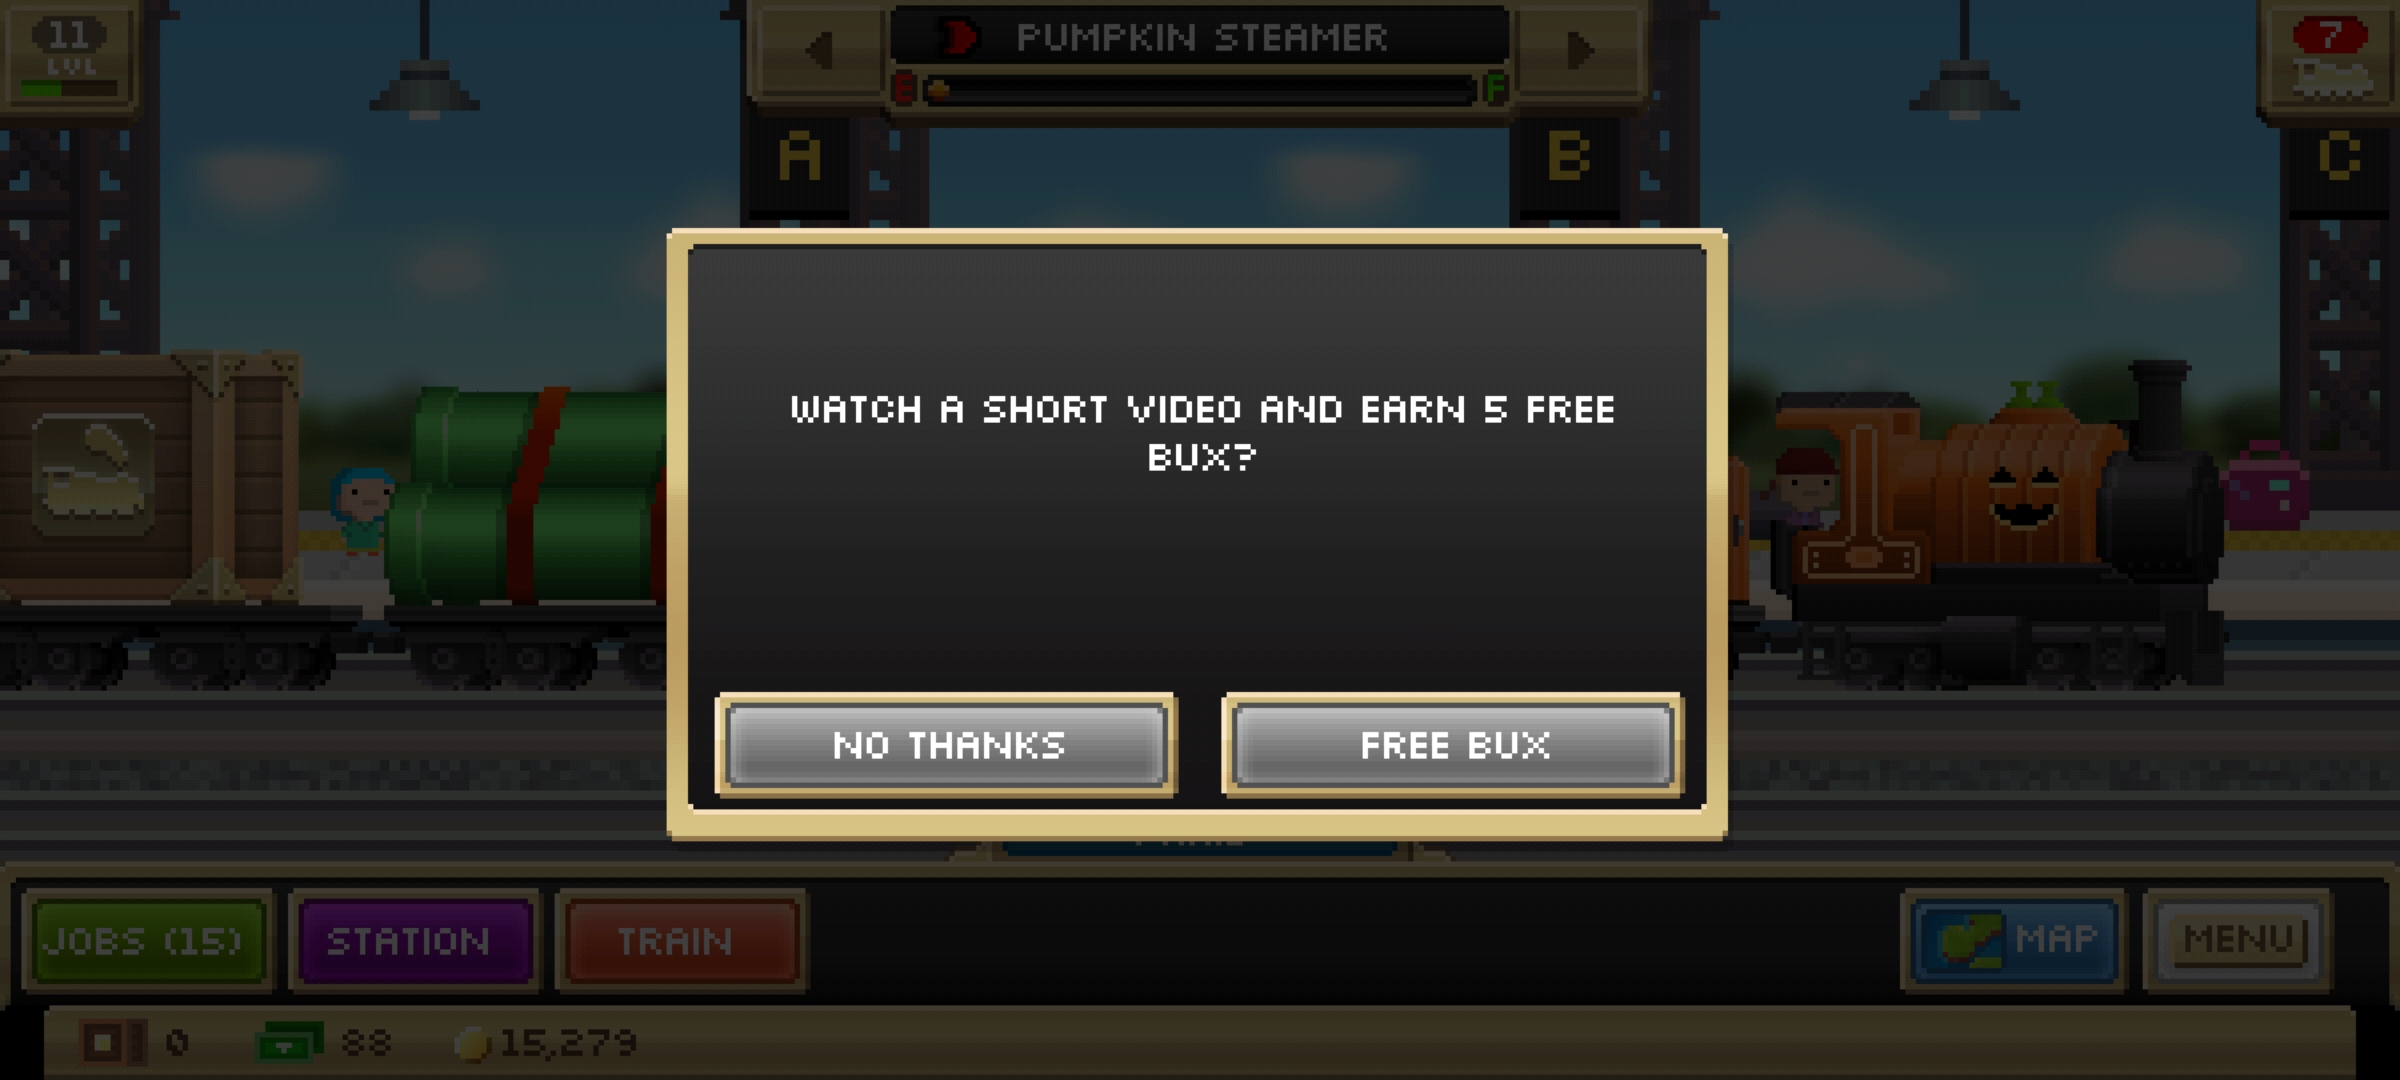 11
LVL
PUMPKIN STEAMER
7
E
F
A
B
C
WATCH A SHORT VIDEO AND EARN 5 FREE
BUX?
NO THANKS
FREE BUX
JOBS (15)
STATION
TRAIN
MAP
MENU
0
88
15,279